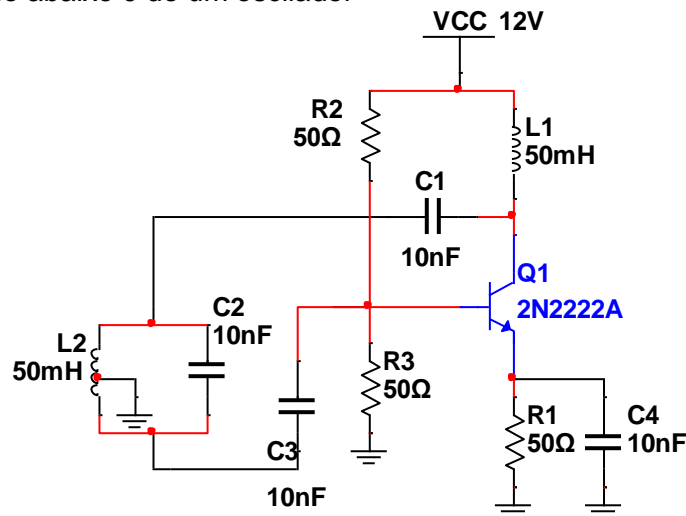 VCC 12V
R2
50Ω
L1
50mH
C1
10nF
Q1
2N2222A
C2
10nF
L2
50mH
R3
50Ω
C3
10nF
R1
50Ω
C4
10nF